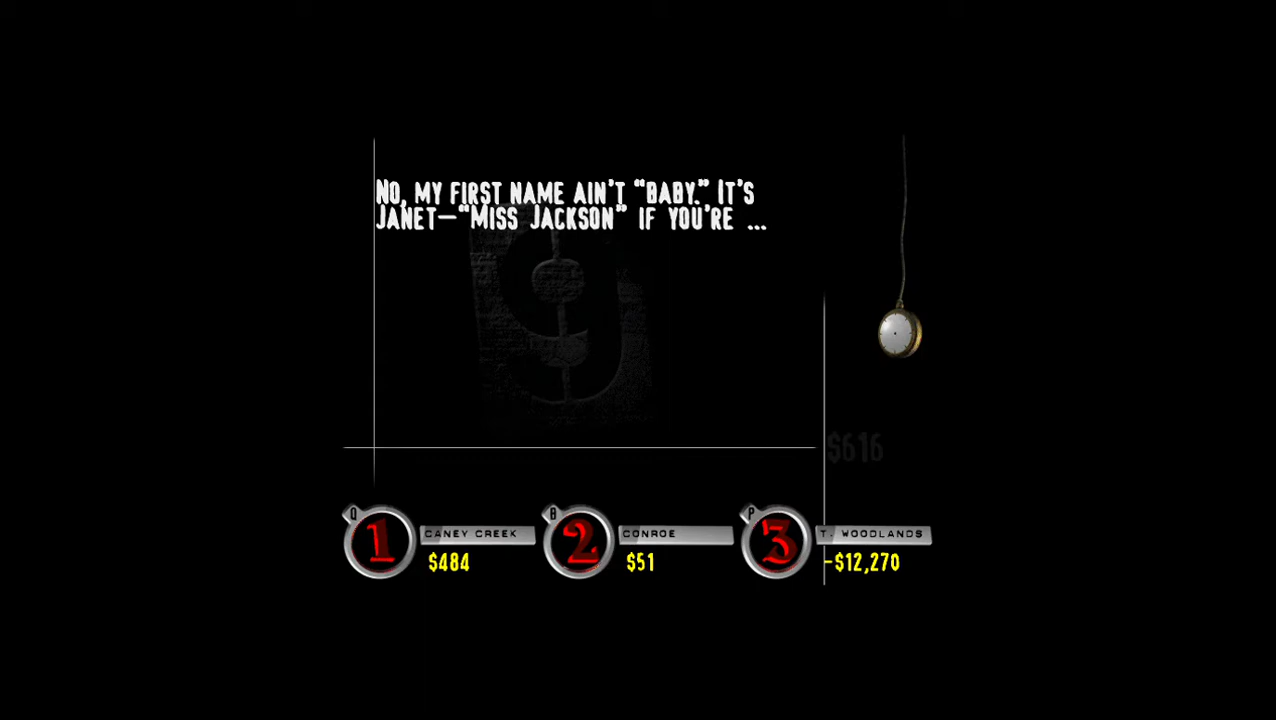 No, my first name ain't "baby." It's
Janet—"Miss Jackson" if you're ...
9
$616
Q
1
CANEY CREEK
$484
B
2
CONROE
$51
P
3
T. WOODLANDS
-$12,270